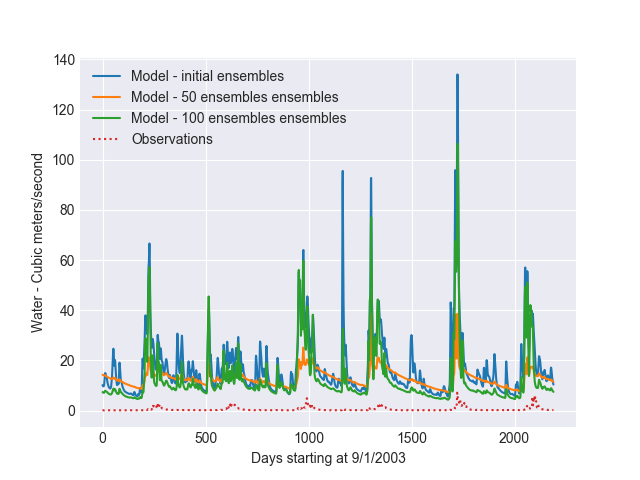 140
120
100
80
60
40
20
0
Water - Cubic meters/second
Model - initial ensembles
Model - 50 ensembles ensembles
Model - 100 ensembles ensembles
Observations
0 500 1000 1500 2000
Days starting at 9/1/2003